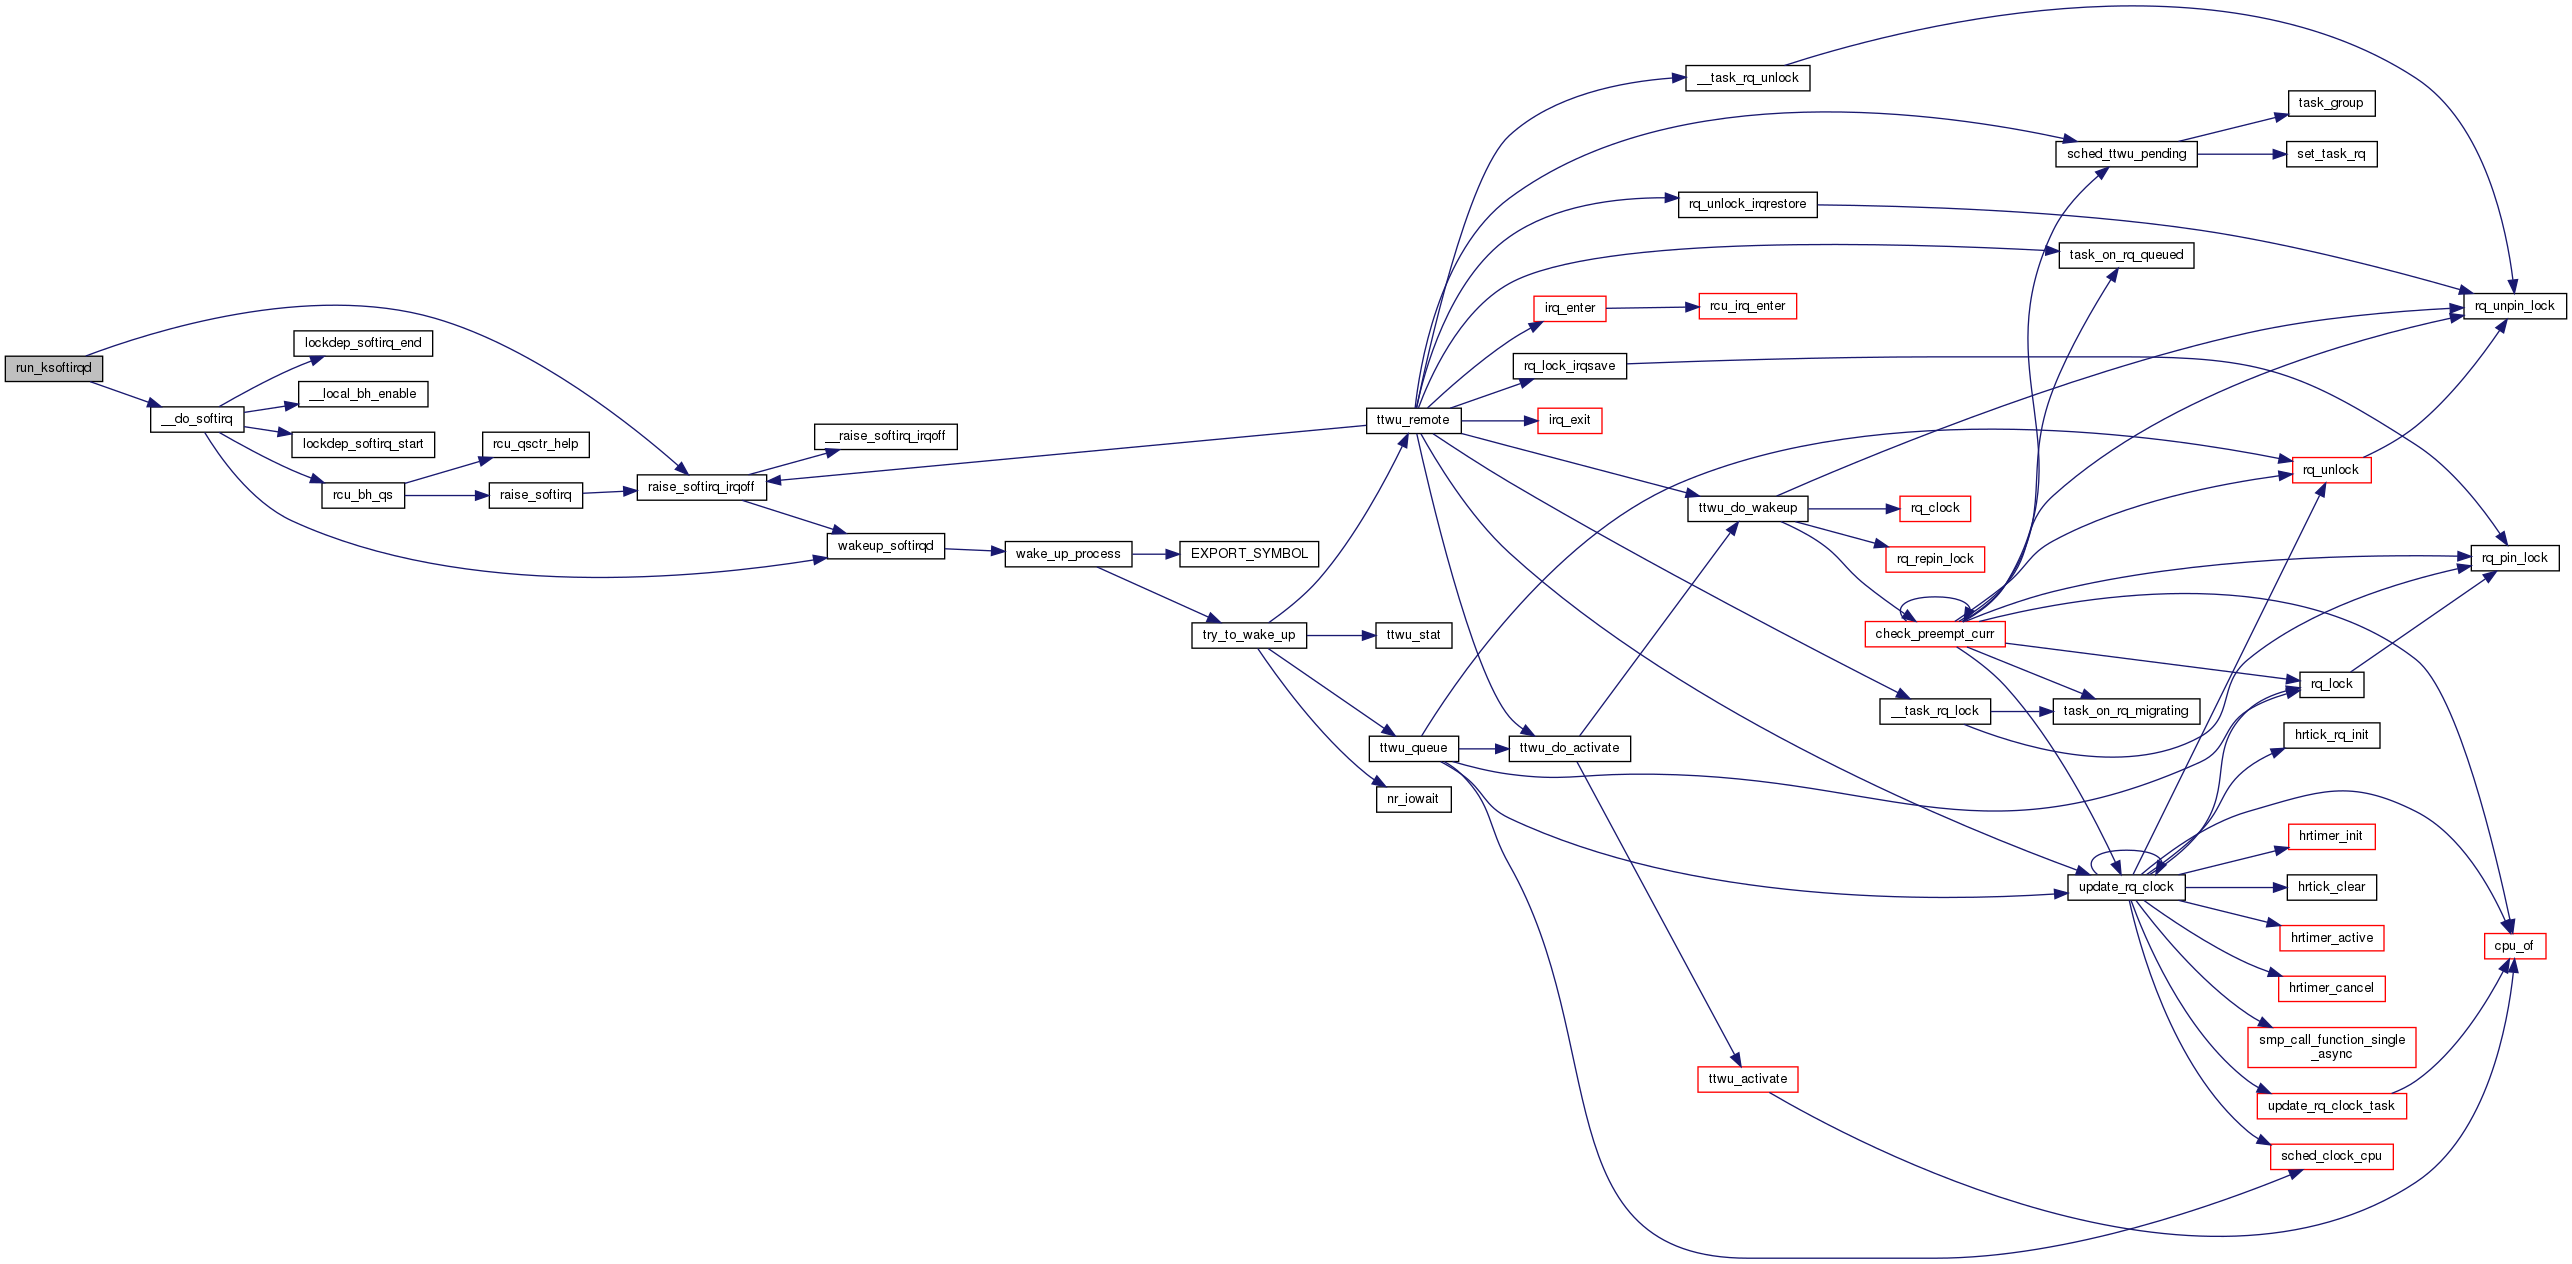 run_ksoftirqd
__do_softirq
lockdep_softirq_end
__local_bh_enable
lockdep_softirq_start
rcu_bh_qs
rcu_qsctr_help
raise_softirq
raise_softirq_irqoff
__raise_softirq_irqoff
wakeup_softirqd
wake_up_process
EXPORT_SYMBOL
try_to_wake_up
ttwu_remote
ttwu_stat
ttwu_queue
nr_iowait
__task_rq_unlock
rq_unlock_irqrestore
irq_enter
rcu_irq_enter
rq_lock_irqsave
irq_exit
ttwu_do_wakeup
ttwu_do_activate
ttwu_activate
rq_clock
rq_repin_lock
check_preempt_curr
__task_rq_lock
sched_ttwu_pending
task_on_rq_queued
task_on_rq_migrating
update_rq_clock
task_group
set_task_rq
rq_unlock
rq_lock
hrtick_rq_init
hrtimer_init
hrtick_clear
hrtimer_active
hrtimer_cancel
smp_call_function_single
_async
update_rq_clock_task
sched_clock_cpu
rq_unpin_lock
rq_pin_lock
cpu_of